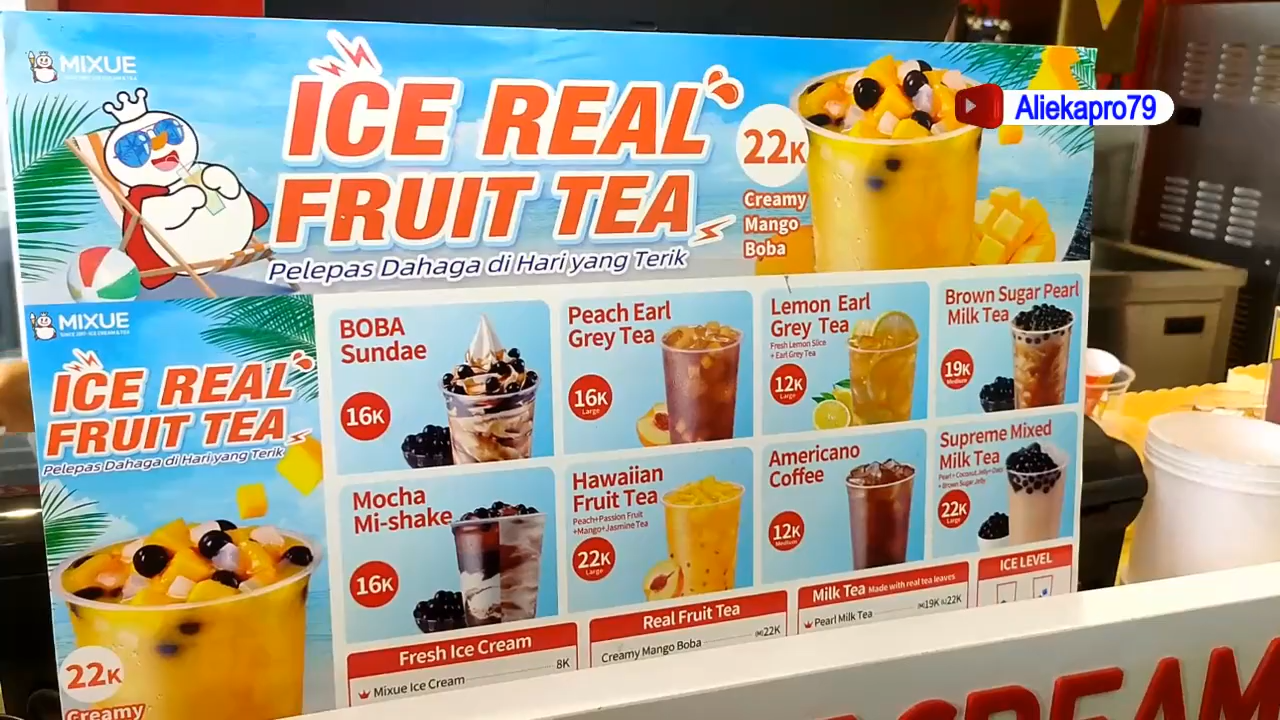 MIXUE
ICE REAL
FRUIT TEA
Pelepas Dahaga di Hari yang Terik
22K
Creamy
Mango
Boba
Aliekapro79
MIXUE
ICE REAL
FRUIT TEA
Pelepas Dahaga di Hari yang Terik
22K
Creamy
BOBA
Sundae
16K
Peach Earl
Grey Tea
16K
Large
Lemon Earl
Grey Tea
Fresh Lemon Slice
+ Earl Grey Tea
12K
Large
Brown Sugar Pearl
Milk Tea
19K
Medium
Mocha
Mi-shake
16K
Hawaiian
Fruit Tea
Peach+Passion Fruit
+Mango+Jasmine Tea
22K
Large
Americano
Coffee
12K
Medium
Supreme Mixed
Milk Tea
+ Brown Sugar Jelly
22K
Large
Fresh Ice Cream
Mixue Ice Cream 8K
Real Fruit Tea
Creamy Mango Boba (M)22K
Milk Tea Made with real tea leaves
Pearl Milk Tea (M)19K (L)22K
ICE LEVEL
CREAM